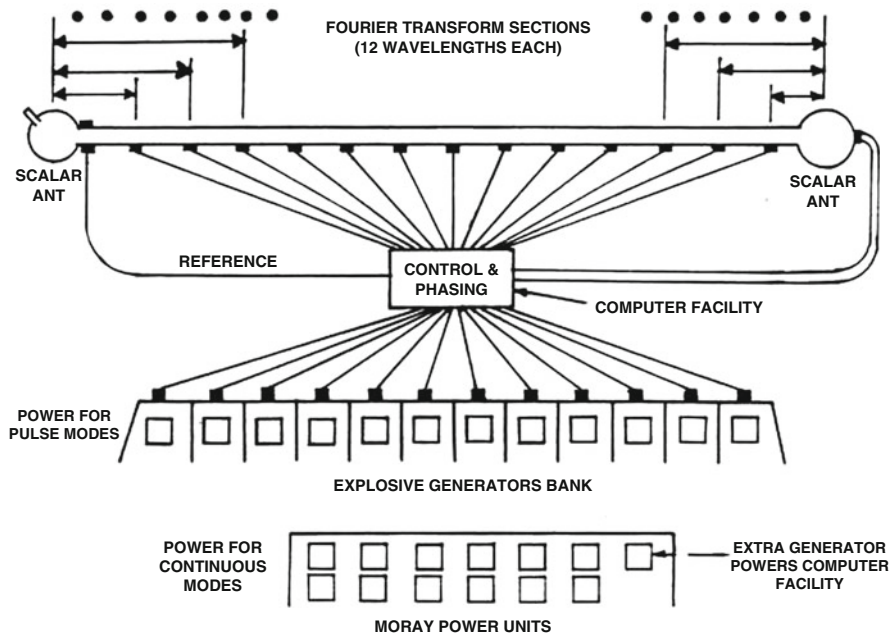 FOURIER TRANSFORM SECTIONS
(12 WAVELENGTHS EACH)
SCALAR
ANT
SCALAR
ANT
REFERENCE
CONTROL &
PHASING
COMPUTER FACILITY
POWER FOR
PULSE MODES
EXPLOSIVE GENERATORS BANK
POWER FOR
CONTINUOUS
MODES
EXTRA GENERATOR
POWERS COMPUTER
FACILITY
MORAY POWER UNITS